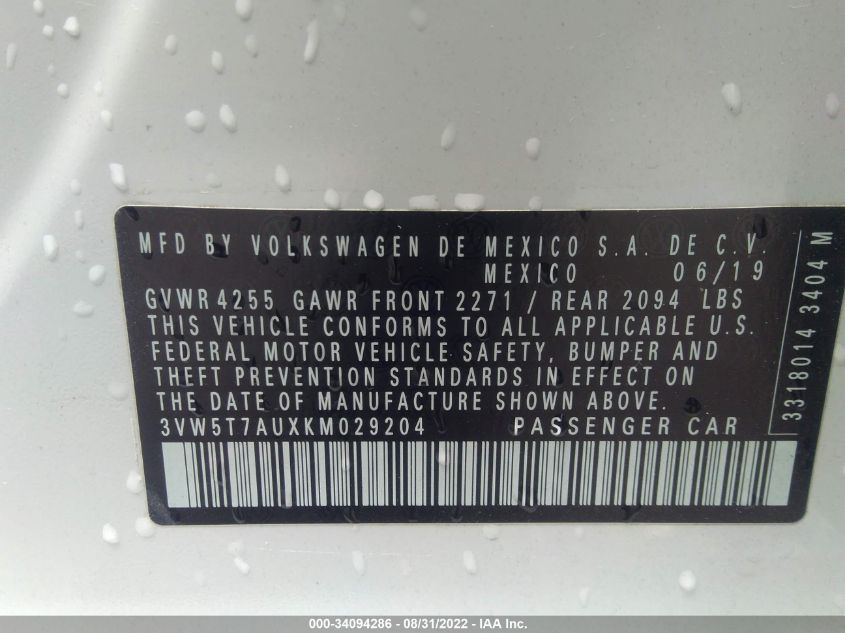 MFD BY VOLKSWAGEN DE MEXICO S.A. DE C.V.
MEXICO 06/19
GVWR 4255 GAWR FRONT 2271 / REAR 2094 LBS
THIS VEHICLE CONFORMS TO ALL APPLICABLE U.S.
FEDERAL MOTOR VEHICLE SAFETY, BUMPER AND
THEFT PREVENTION STANDARDS IN EFFECT ON
THE DATE OF MANUFACTURE SHOWN ABOVE.
3VW5T7AUXKM029204 PASSENGER CAR
3318014 3404 M
000-34094286 - 08/31/2022 - IAA Inc.